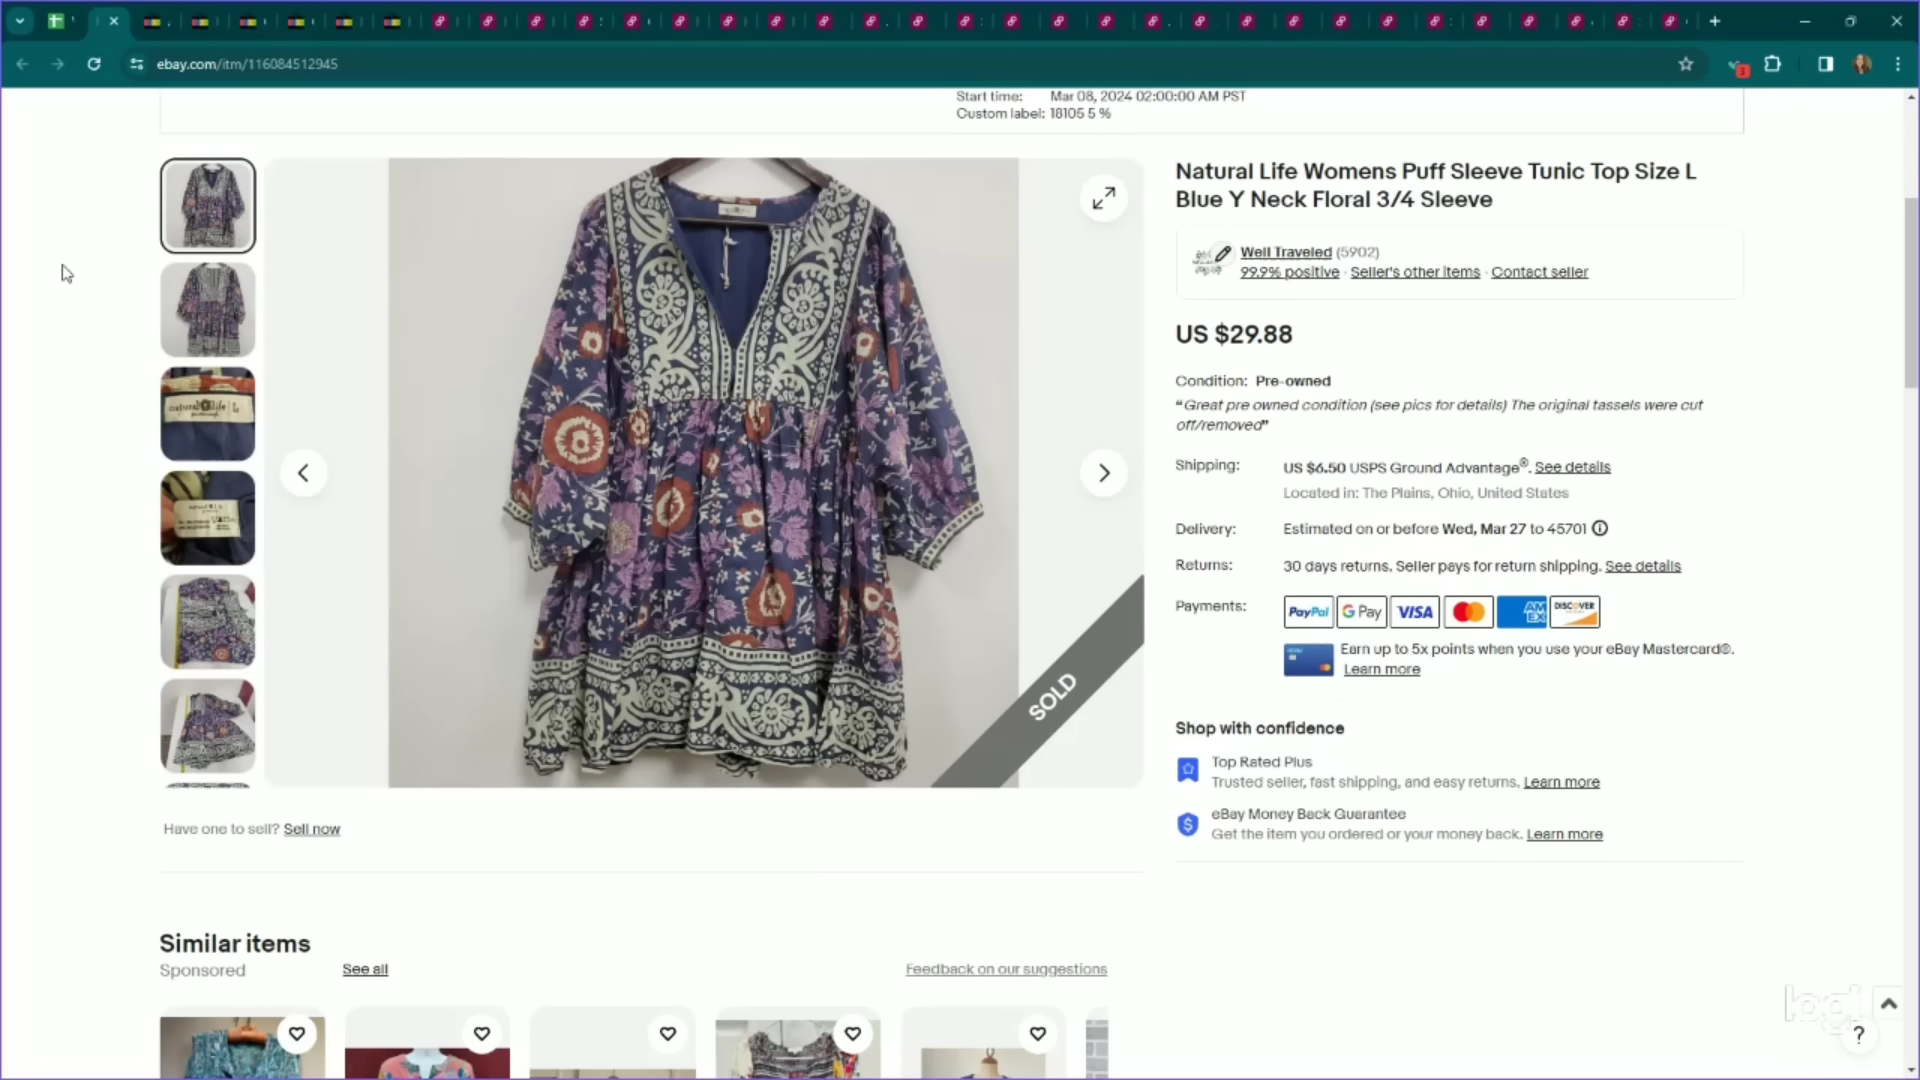 ebay.com/itm/116084512945
Start time: Mar 08, 2024 02:00:00 AM PST
Custom label: 18105 5 %
Natural Life Womens Puff Sleeve Tunic Top Size L
Blue Y Neck Floral 3/4 Sleeve
Well Traveled (5902)
99.9% positive · Seller's other items · Contact seller
US $29.88
Condition: Pre-owned
“Great pre owned condition (see pics for details) The original tassels were cut
off/removed”
Shipping: US $6.50 USPS Ground Advantage®. See details
Located in: The Plains, Ohio, United States
Delivery: Estimated on or before Wed, Mar 27 to 45701
Returns: 30 days returns. Seller pays for return shipping. See details
Payments: PayPal G Pay VISA AM EX DISCOVER
Earn up to 5x points when you use your eBay Mastercard®.
Learn more
Shop with confidence
Top Rated Plus
Trusted seller, fast shipping, and easy returns. Learn more
eBay Money Back Guarantee
Get the item you ordered or your money back. Learn more
natural life L
SOLD
Have one to sell? Sell now
Similar items
Sponsored
See all
Feedback on our suggestions
logi
?